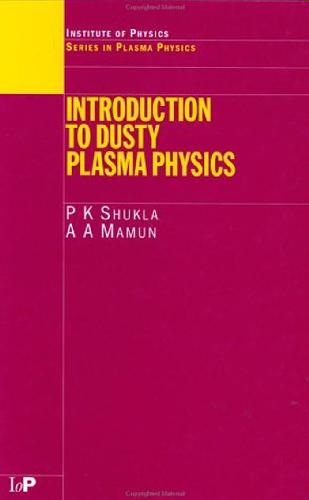 INSTITUTE OF PHYSICS
SERIES IN PLASMA PHYSICS
INTRODUCTION
TO DUSTY
PLASMA PHYSICS
P K SHUKLA
A A MAMUN
IoP